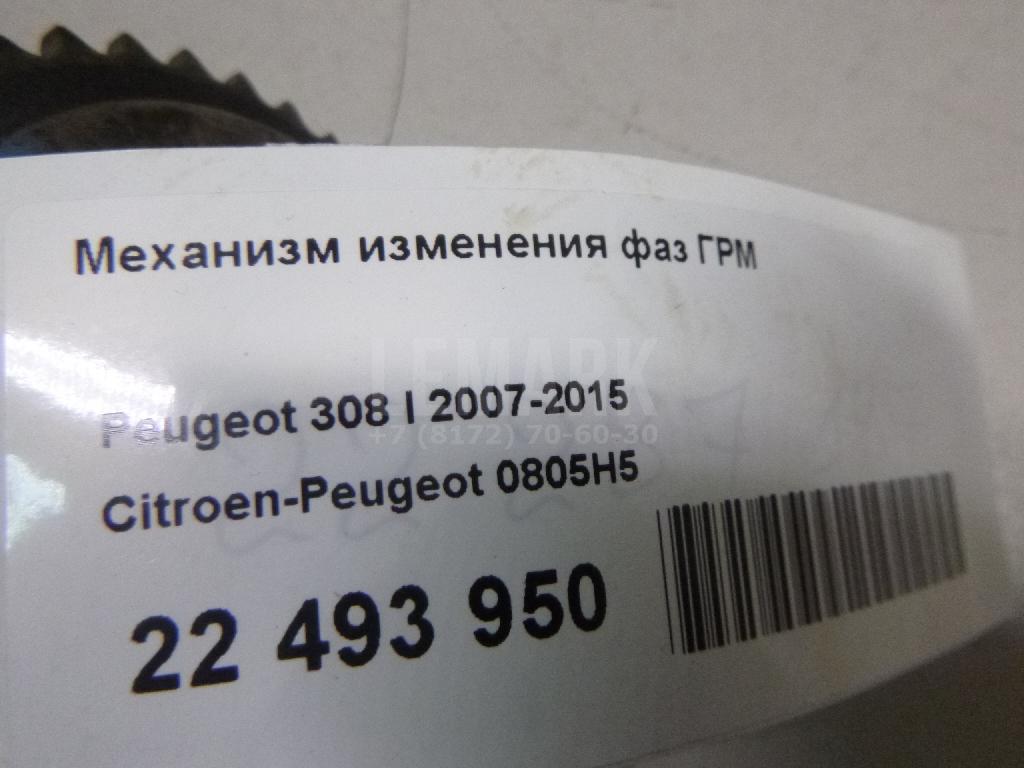 Механизм изменения фаз ГРМ
LEMARK
Peugeot 308 I 2007-2015
+7 (8172) 70-60-30
Citroen-Peugeot 0805H5
22 493 950